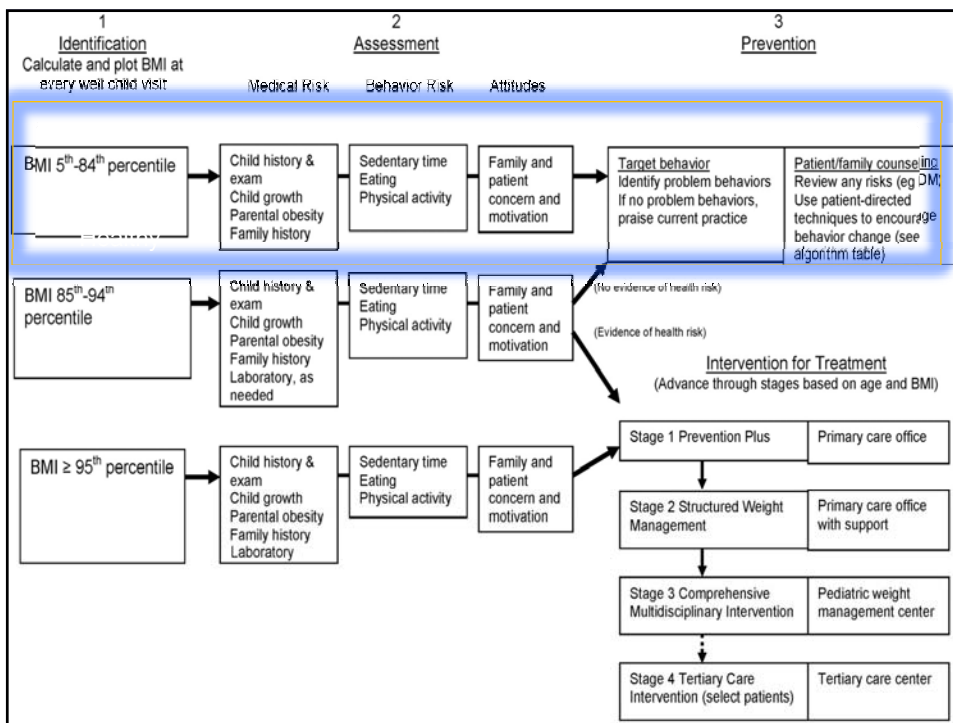 1
Identification
Calculate and plot BMI at
every well child visit
2
Assessment
Medical Risk
Behavior Risk
Attitudes
3
Prevention
BMI 5th-84th percentile
Healthy
Child history &
exam
Child growth
Parental obesity
Family history
Sedentary time
Eating
Physical activity
Family and
patient
concern and
motivation
Target behavior
Identify problem behaviors
If no problem behaviors,
praise current practice
Patient/family counseling
Review any risks (eg DM)
Use patient-directed
techniques to encourage
behavior change (see
algorithm table)
BMI 85th-94th
percentile
Child history &
exam
Child growth
Parental obesity
Family history
Laboratory, as
needed
Sedentary time
Eating
Physical activity
Family and
patient
concern and
motivation
(No evidence of health risk)
(Evidence of health risk)
Intervention for Treatment
(Advance through stages based on age and BMI)
BMI ≥ 95th percentile
Child history &
exam
Child growth
Parental obesity
Family history
Laboratory
Sedentary time
Eating
Physical activity
Family and
patient
concern and
motivation
Stage 1 Prevention Plus
Primary care office
Stage 2 Structured Weight
Management
Primary care office
with support
Stage 3 Comprehensive
Multidisciplinary Intervention
Pediatric weight
management center
Stage 4 Tertiary Care
Intervention (select patients)
Tertiary care center